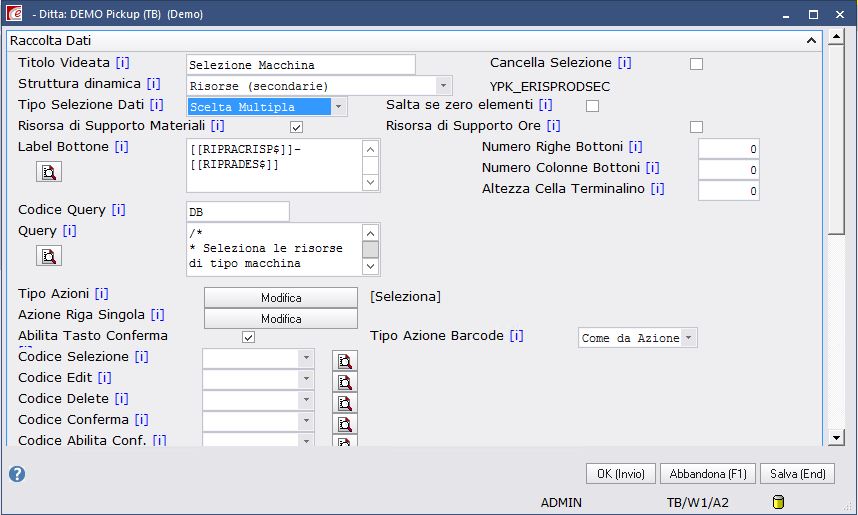 - Ditta: DEMO Pickup (TB) (Demo)
Raccolta Dati
Titolo Videata [i] Selezione Macchina Cancella Selezione [i]
Struttura dinamica [i] Risorse (secondarie) YPK_ERISPRODSEC
Tipo Selezione Dati [i] Scelta Multipla Salta se zero elementi [i]
Risorsa di Supporto Materiali [i] Risorsa di Supporto Ore [i]
Label Bottone [i] [[RIPRACRISP$]]- Numero Righe Bottoni [i] 0
[[RIPRADES$]] Numero Colonne Bottoni [i] 0
Altezza Cella Terminalino [i] 0
Codice Query [i] DB
Query [i] /*
* Seleziona le risorse
di tipo macchina
Tipo Azioni [i] Modifica [Seleziona]
Azione Riga Singola [i] Modifica
Abilita Tasto Conferma Tipo Azione Barcode [i] Come da Azione
Codice Selezione [i]
Codice Edit [i]
Codice Delete [i]
Codice Conferma [i]
Codice Abilita Conf. [i]
? OK (Invio) Abbandona (F1) Salva (End)
ADMIN TB/W1/A2